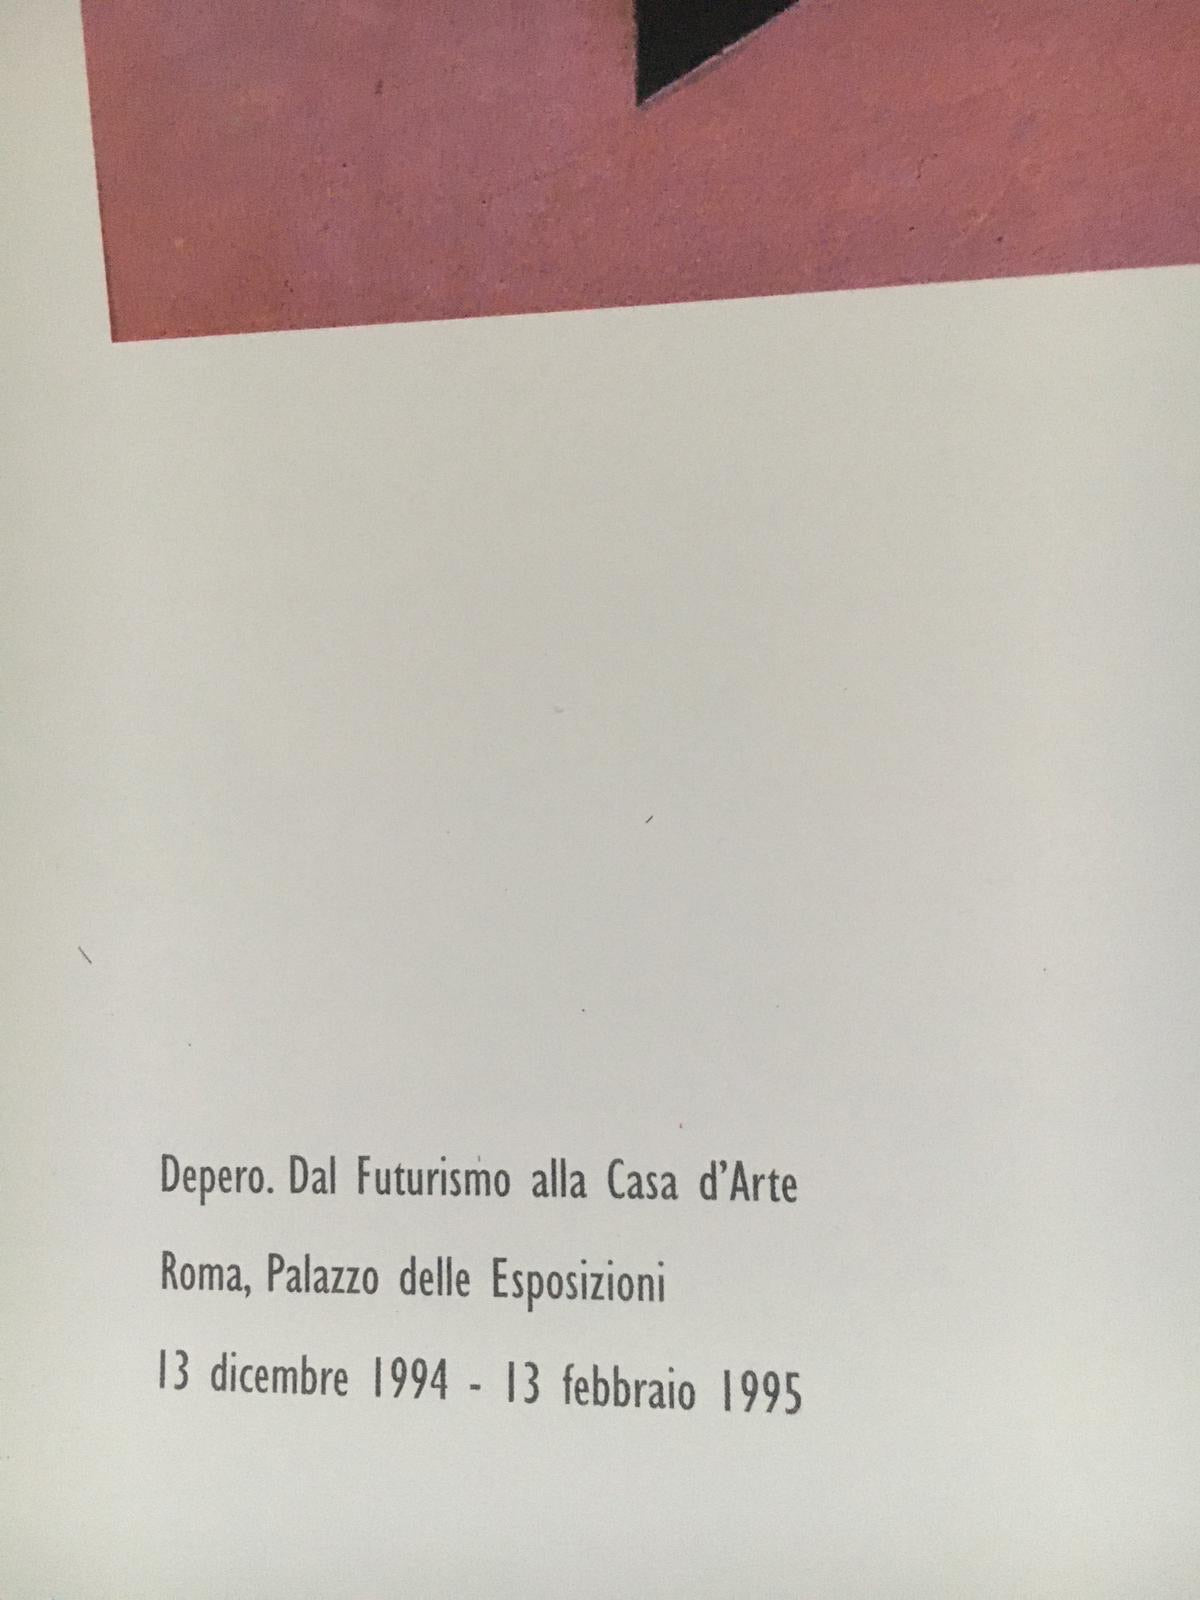 Depero. Dal Futurismo alla Casa d'Arte
Roma, Palazzo delle Esposizioni
13 dicembre 1994 - 13 febbraio 1995